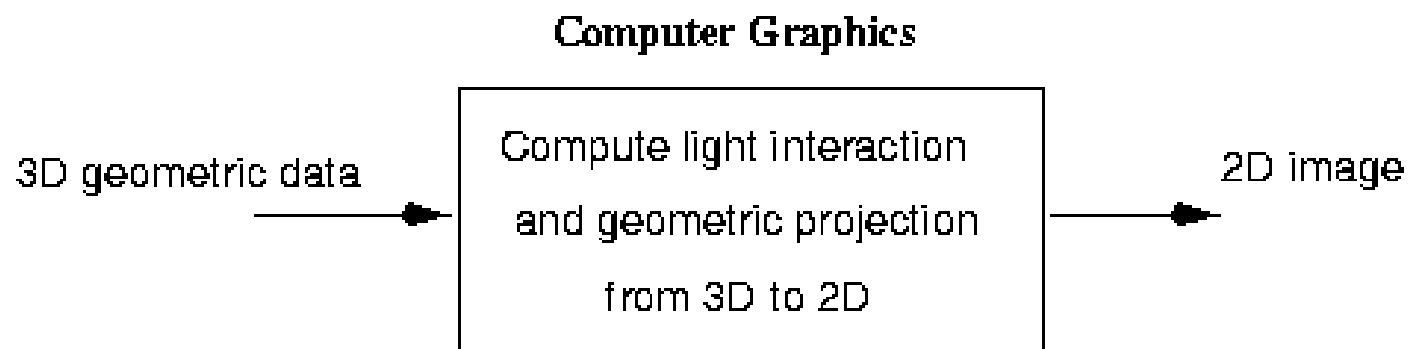 Computer Graphics
3D geometric data
Compute light interaction
and geometric projection
from 3D to 2D
2D image